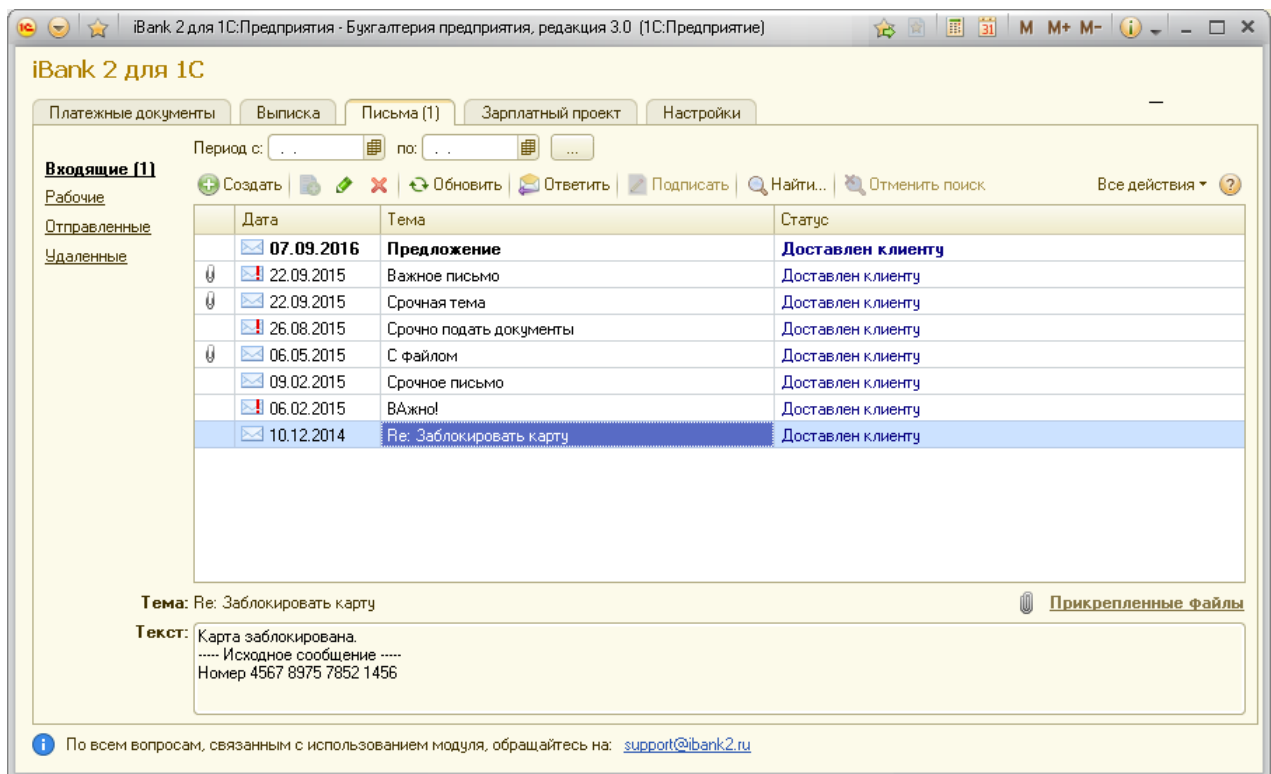 iBank 2 для 1С:Предприятия - Бухгалтерия предприятия, редакция 3.0 (1С:Предприятие) 31 M M+ M-
iBank 2 для 1С
Платежные документы Выписка Письма (1) Зарплатный проект Настройки
Период с: . . по: . . ...
Входящие (1)
Рабочие
Отправленные
Удаленные
Создать Обновить Ответить Подписать Найти... Отменить поиск Все действия ?
Дата Тема Статус
07.09.2016 Предложение Доставлен клиенту
22.09.2015 Важное письмо Доставлен клиенту
22.09.2015 Срочная тема Доставлен клиенту
26.08.2015 Срочно подать документы Доставлен клиенту
06.05.2015 С файлом Доставлен клиенту
09.02.2015 Срочное письмо Доставлен клиенту
06.02.2015 ВАжно! Доставлен клиенту
10.12.2014 Re: Заблокировать карту Доставлен клиенту
Тема: Re: Заблокировать карту Прикрепленные файлы
Текст: Карта заблокирована.
----- Исходное сообщение -----
Номер 4567 8975 7852 1456
По всем вопросам, связанным с использованием модуля, обращайтесь на: support@ibank2.ru